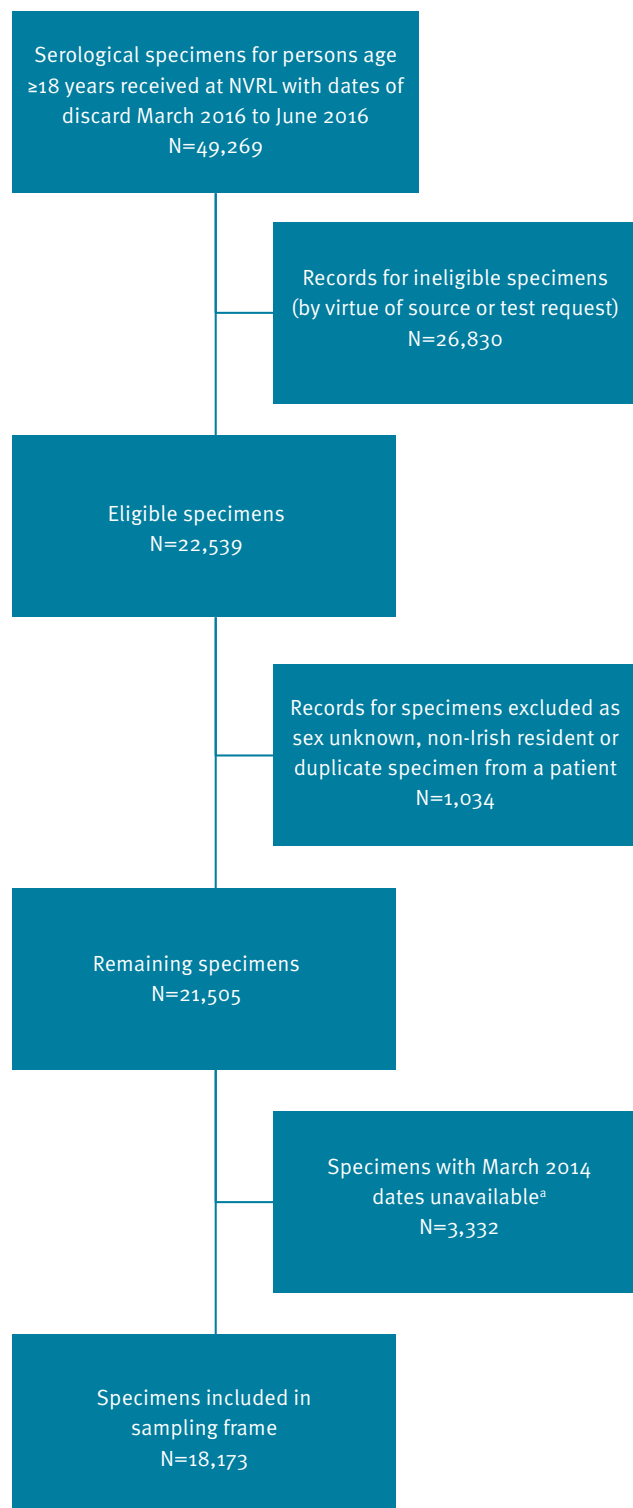 Serological specimens for persons age
≥18 years received at NVRL with dates of
discard March 2016 to June 2016
N=49,269
Records for ineligible specimens
(by virtue of source or test request)
N=26,830
Eligible specimens
N=22,539
Records for specimens excluded as
sex unknown, non-Irish resident or
duplicate specimen from a patient
N=1,034
Remaining specimens
N=21,505
Specimens with March 2014
dates unavailableᵃ
N=3,332
Specimens included in
sampling frame
N=18,173